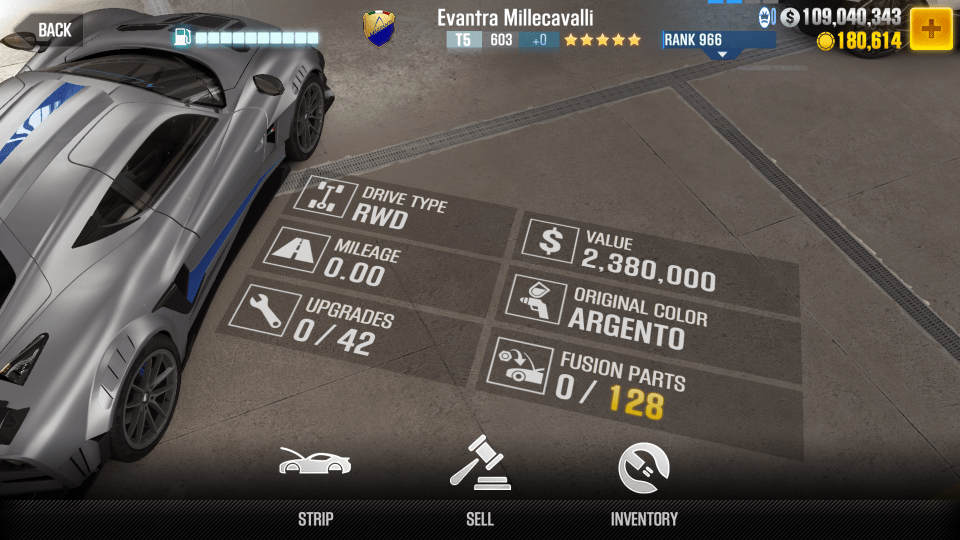 BACK
Evantra Millecavalli
T5 603 +0
RANK 966
109,040,343
180,614
DRIVE TYPE
RWD
MILEAGE
0.00
UPGRADES
0 / 42
$ VALUE
2,380,000
ORIGINAL COLOR
ARGENTO
FUSION PARTS
0 / 128
STRIP
SELL
INVENTORY